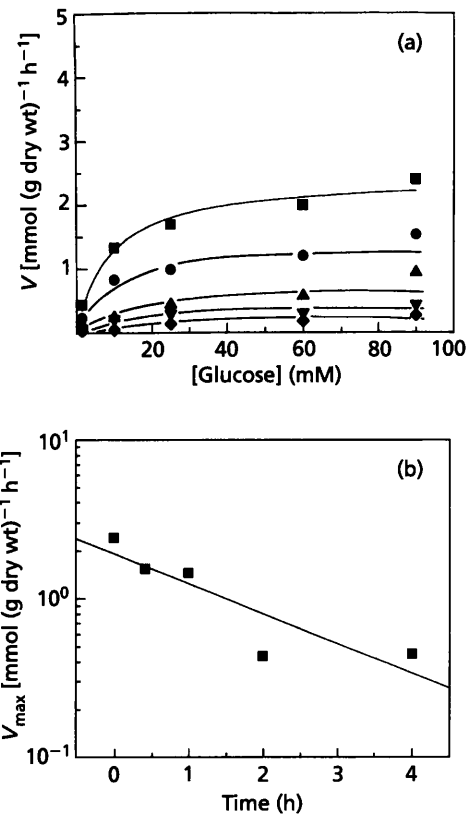 (a)
V [mmol (g dry wt)⁻¹ h⁻¹]
5
4
3
2
1
20 40 60 80 100
[Glucose] (mM)
(b)
Vmax [mmol (g dry wt)⁻¹ h⁻¹]
10¹
10⁰
10⁻¹
0 1 2 3 4
Time (h)